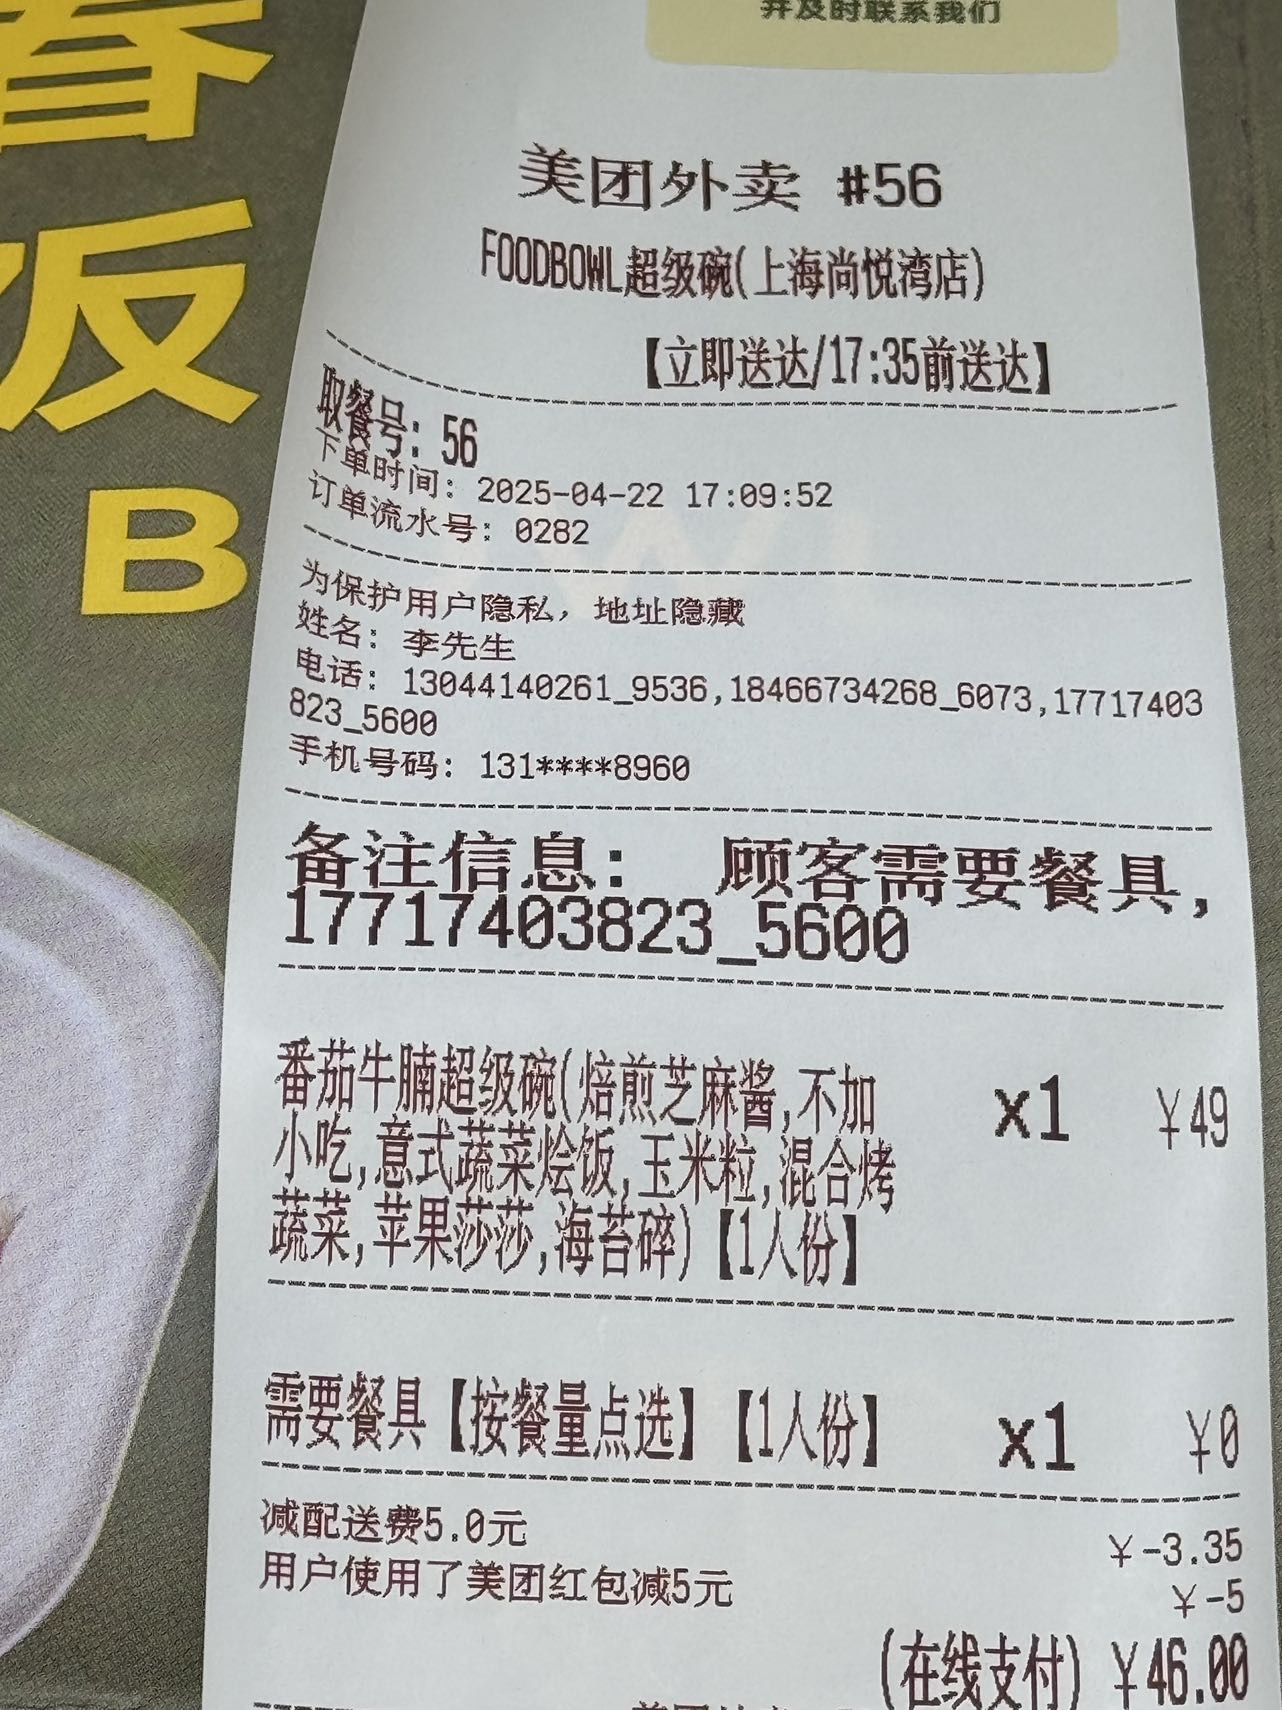 春
饭
B
并及时联系我们
美团外卖 #56
FOODBOWL超级碗(上海尚悦湾店)
【立即送达/17:35前送达】
取餐号: 56
下单时间: 2025-04-22 17:09:52
订单流水号: 0282
为保护用户隐私, 地址隐藏
姓名: 李先生
电话: 13044140261_9536,18466734268_6073,17717403
823_5600
手机号码: 131****8960
备注信息: 顾客需要餐具,
17717403823_5600
番茄牛腩超级碗(焙煎芝麻酱,不加 x1 ¥49
小吃,意式蔬菜烩饭,玉米粒,混合烤
蔬菜,苹果莎莎,海苔碎)【1人份】
需要餐具【按餐量点选】【1人份】 x1 ¥0
减配送费5.0元 ¥-3.35
用户使用了美团红包减5元 ¥-5
(在线支付) ¥46.00